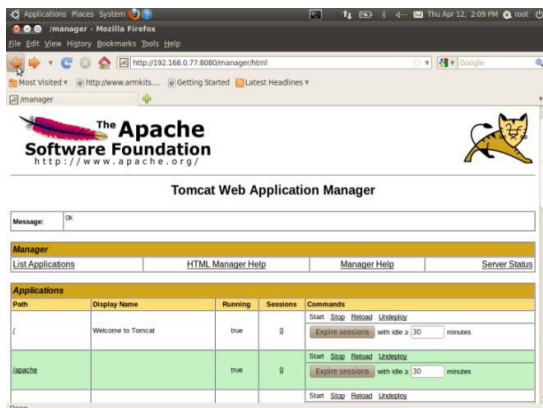 Applications Places System
Thu Apr 12, 2:09 PM root
/manager - Mozilla Firefox
File Edit View History Bookmarks Tools Help
http://192.168.0.77:8080/manager/html
Google
Most Visited http://www.armkits.... Getting Started Latest Headlines
/manager
The Apache
Software Foundation
http://www.apache.org/
Tomcat Web Application Manager
Message: OK
Manager
List Applications HTML Manager Help Manager Help Server Status
Applications
Path Display Name Running Sessions Commands
Start Stop Reload Undeploy
/ Welcome to Tomcat true 0
Expire sessions with idle ≥ 30 minutes
Start Stop Reload Undeploy
/apache true 0
Expire sessions with idle ≥ 30 minutes
Start Stop Reload Undeploy
Done